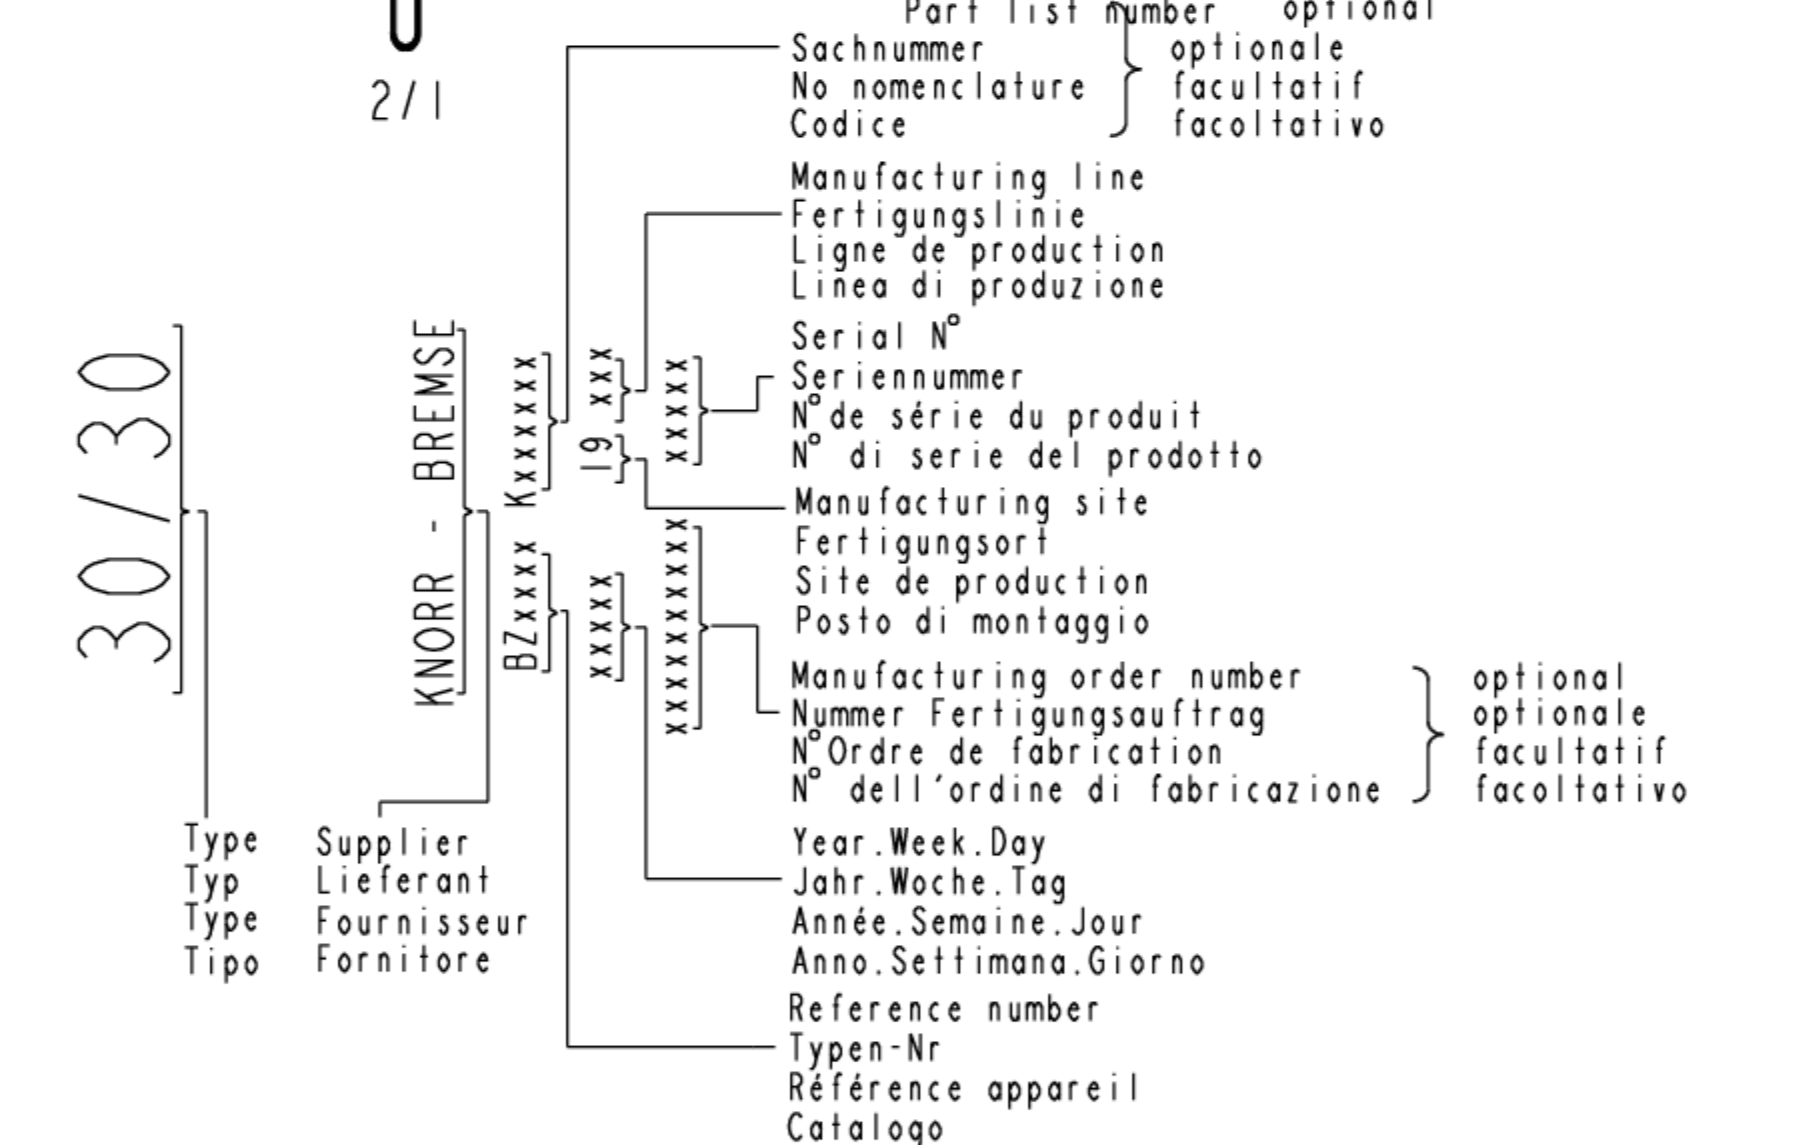 Part list number optional
2/1
Sachnummer optionale
No nomenclature facultatif
Codice facoltativo
Manufacturing line
Fertigungslinie
Ligne de production
Linea di produzione
30/30
KNORR - BREMSE
BZxxxx Kxxxxxx
xxxxx 19 xxx
xxxxxxxxxx xxxxx
Serial N°
Seriennummer
N°de série du produit
N° di serie del prodotto
Manufacturing site
Fertigungsort
Site de production
Posto di montaggio
Manufacturing order number optional
Nummer Fertigungsauftrag optionale
N°Ordre de fabrication facultatif
N° dell'ordine di fabricazione facoltativo
Type Supplier
Typ Lieferant
Type Fournisseur
Tipo Fornitore
Year.Week.Day
Jahr.Woche.Tag
Année.Semaine.Jour
Anno.Settimana.Giorno
Reference number
Typen-Nr
Référence appareil
Catalogo